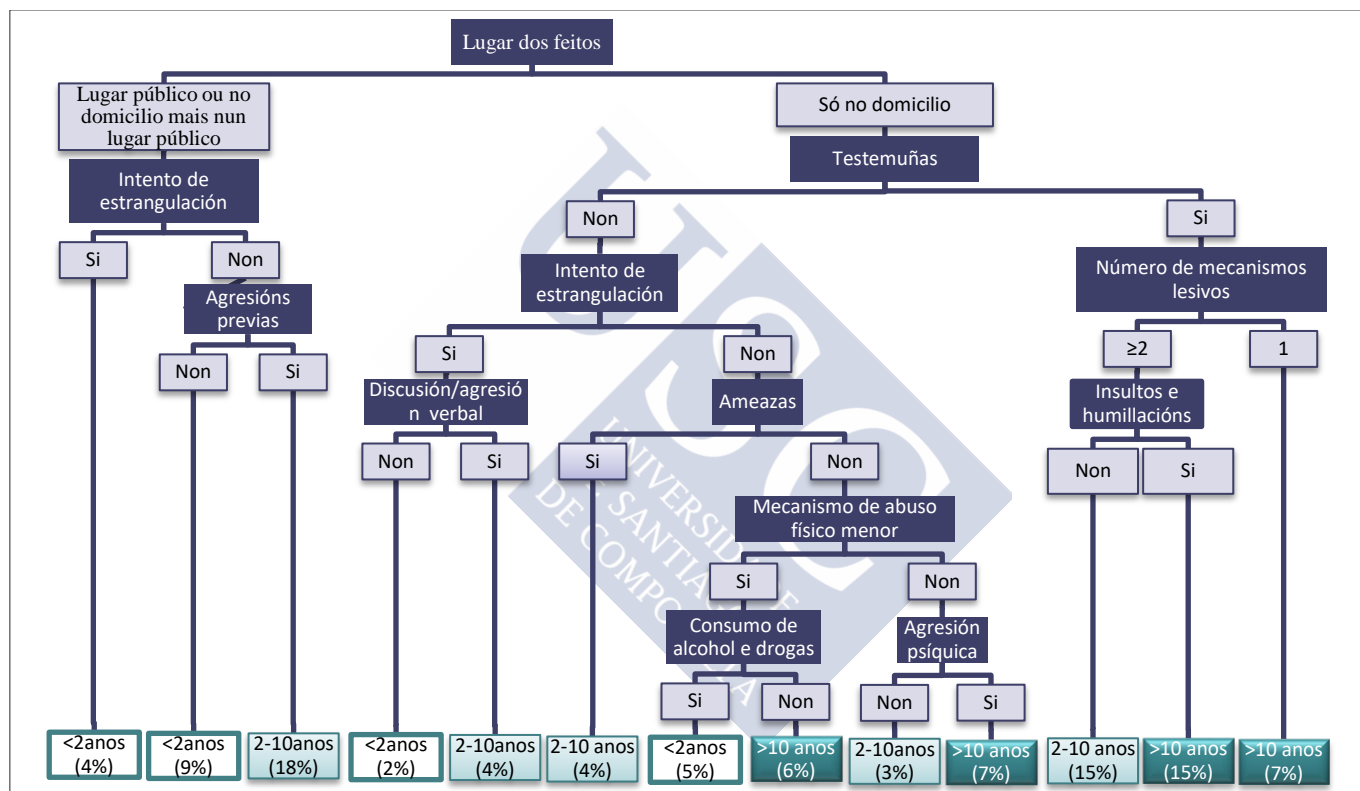 Lugar dos feitos
Lugar público ou no
domicilio mais nun
lugar público
Só no domicilio
Testemuñas
Intento de
estrangulación
Non
Si
Si
Non
Intento de
estrangulación
Número de mecanismos
lesivos
Agresións
previas
Si
Non
≥2
1
Non
Si
Discusión/agresió
n verbal
Ameazas
Insultos e
humillacións
Non
Si
Si
Non
Non
Si
Mecanismo de abuso
físico menor
Si
Non
Consumo de
alcohol e drogas
Agresión
psíquica
Si
Non
Non
Si
<2anos
(4%)
<2anos
(9%)
2-10anos
(18%)
<2anos
(2%)
2-10anos
(4%)
2-10 anos
(4%)
<2anos
(5%)
>10 anos
(6%)
2-10anos
(3%)
>10 anos
(7%)
2-10 anos
(15%)
>10 anos
(15%)
>10 anos
(7%)
USC